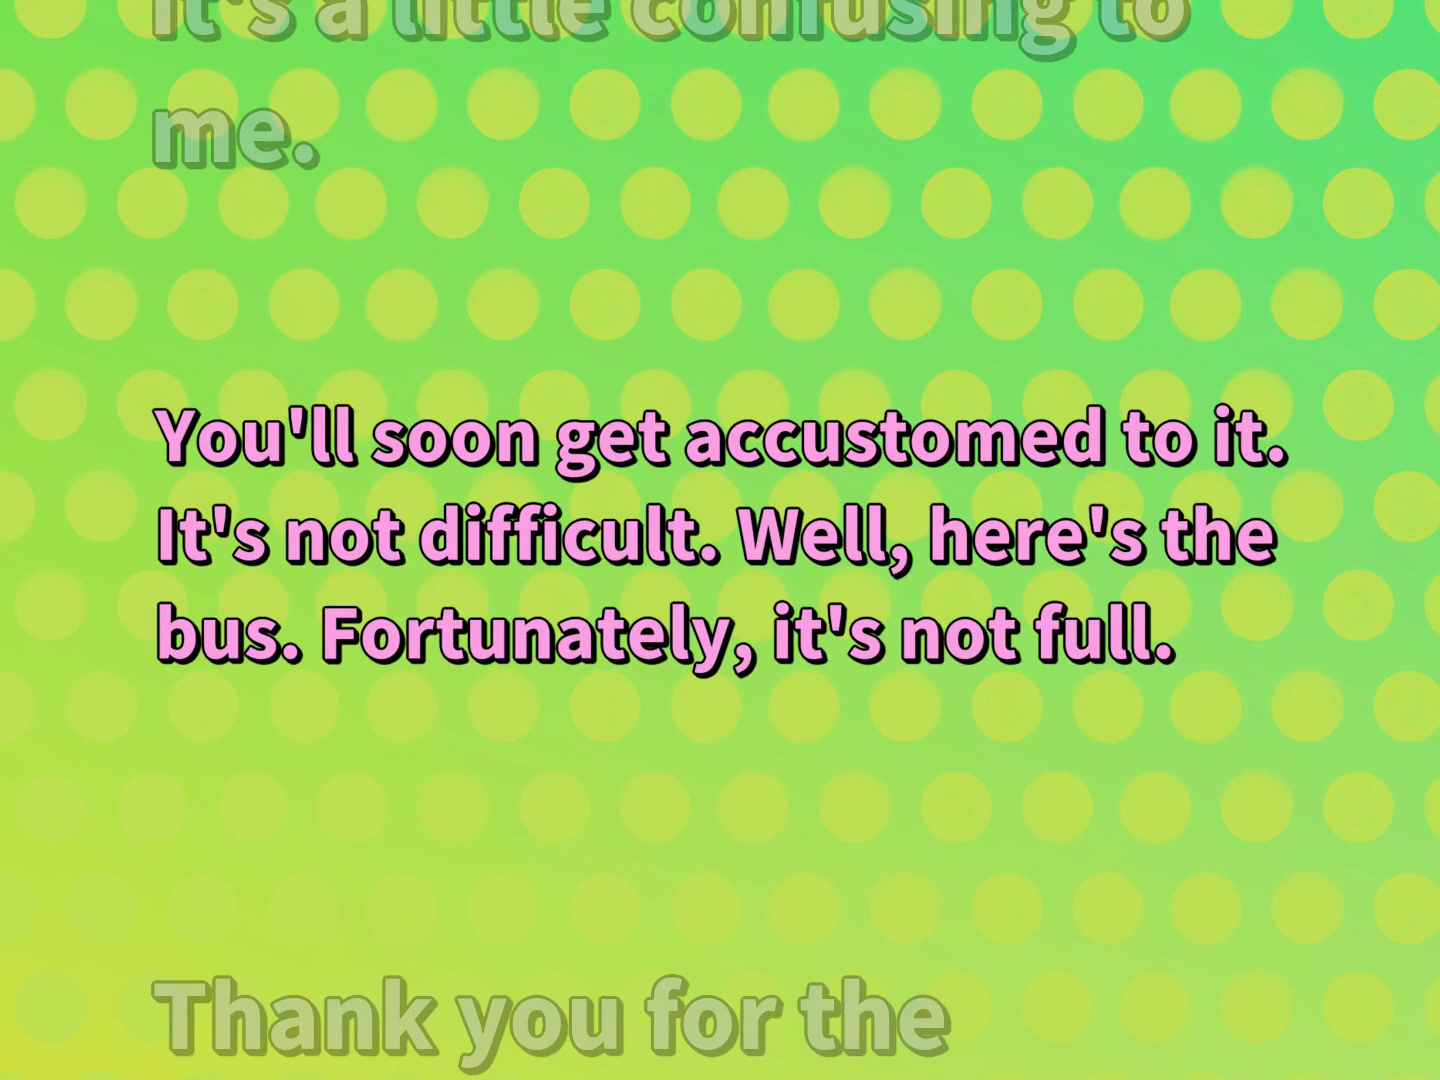 It's a little confusing to
me.
You'll soon get accustomed to it.
It's not difficult. Well, here's the
bus. Fortunately, it's not full.
Thank you for the